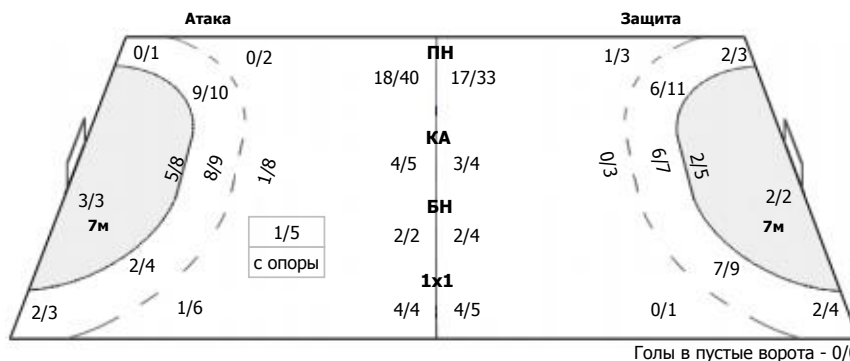 Атака Защита
0/1 0/2 ПН 1/3 2/3
18/40 17/33
9/10 6/11
КА
5/8 8/9 1/8 4/5 3/4 0/3 6/7 2/5
3/3 2/2
7м 7м
БН
1/5 2/2 2/4
с опоры
2/4 7/9
1x1
2/3 1/6 4/4 4/5 0/1 2/4
Голы в пустые ворота - 0/